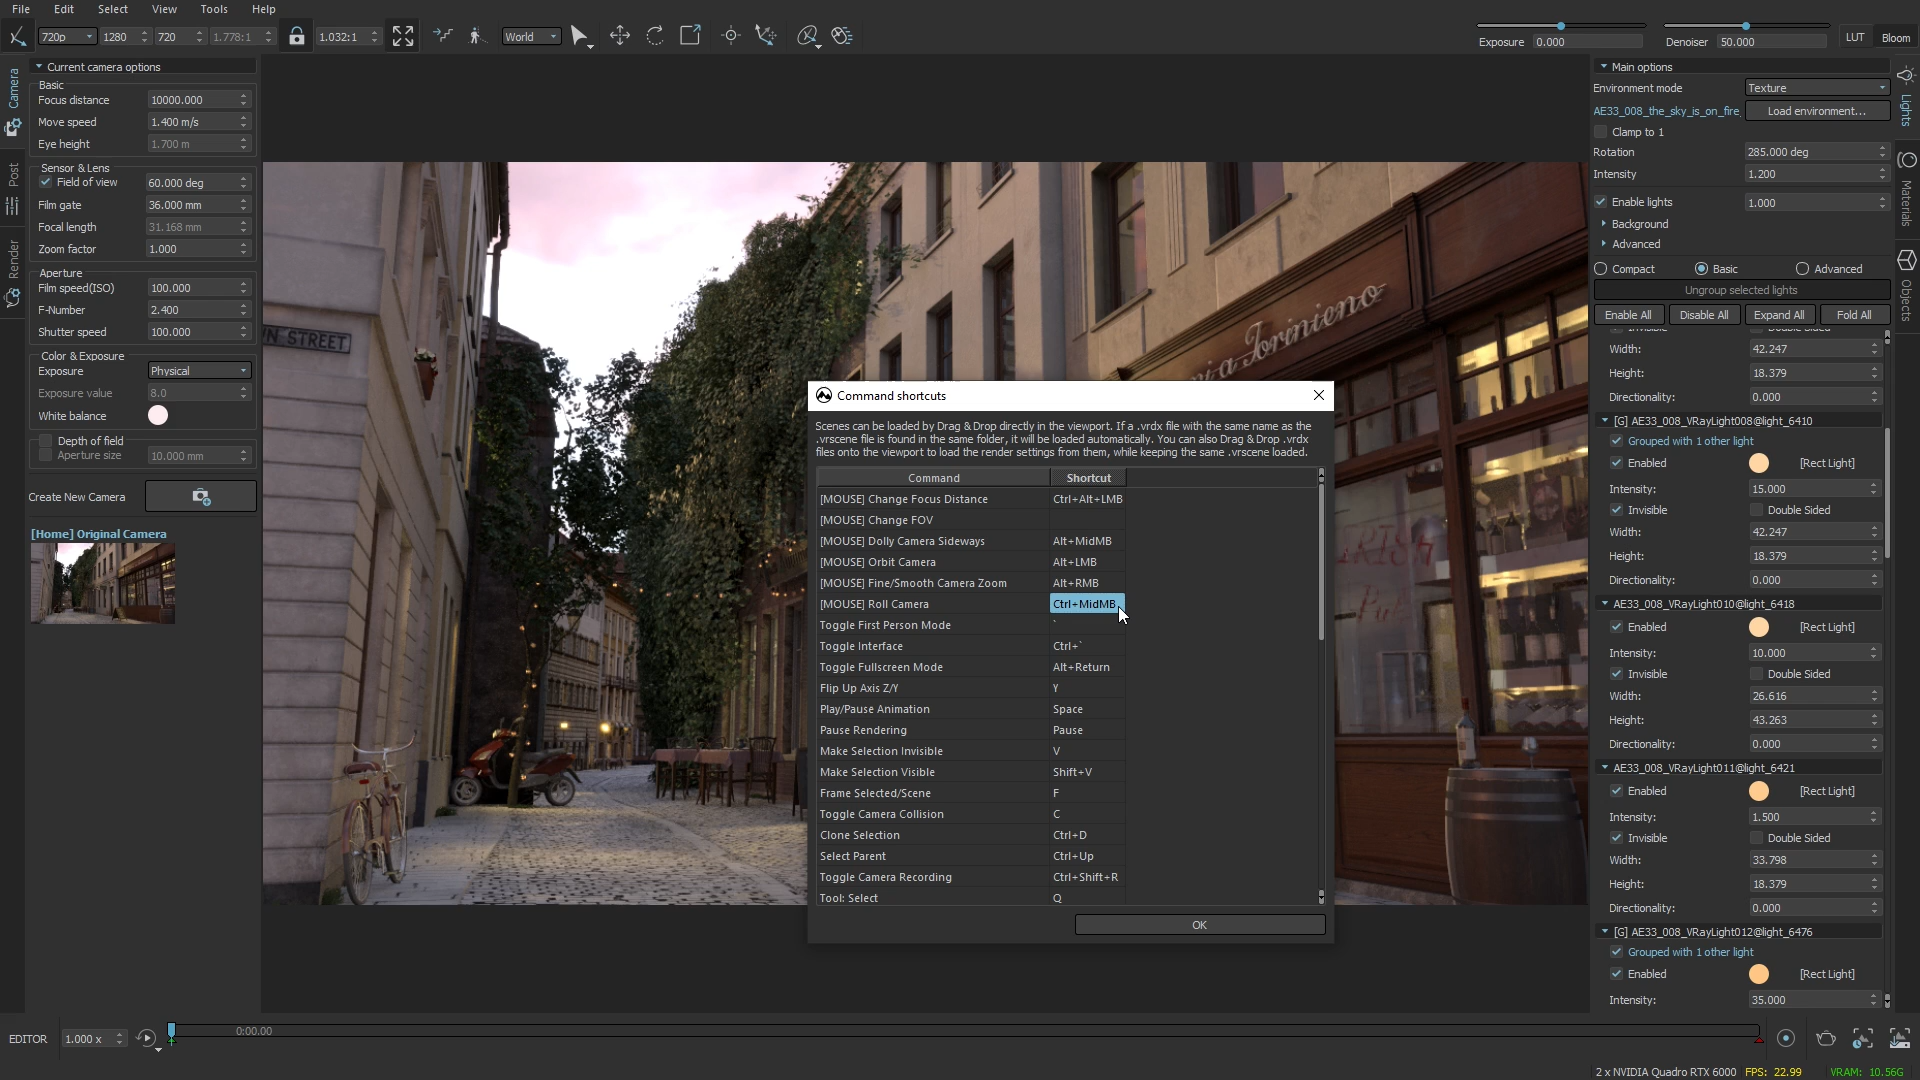 File Edit Select View Tools Help
720p 1280 720 1.778:1 1.032:1 World
Exposure 0.000 Denoiser 50.000 LUT Bloom
Camera
Post
Render
Current camera options
Basic
Focus distance 10000.000
Move speed 1.400 m/s
Eye height 1.700 m
Sensor & Lens
Field of view 60.000 deg
Film gate 36.000 mm
Focal length 31.168 mm
Zoom factor 1.000
Aperture
Film speed(ISO) 100.000
F-Number 2.400
Shutter speed 100.000
Color & Exposure
Exposure Physical
Exposure value 8.0
White balance
Depth of field
Aperture size 10.000 mm
Create New Camera
[Home] Original Camera
N STREET
Torinieno
Command shortcuts
Scenes can be loaded by Drag & Drop directly in the viewport. If a .vrdx file with the same name as the
.vrscene file is found in the same folder, it will be loaded automatically. You can also Drag & Drop .vrdx
files onto the viewport to load the render settings from them, while keeping the same .vrscene loaded.
Command Shortcut
[MOUSE] Change Focus Distance Ctrl+Alt+LMB
[MOUSE] Change FOV
[MOUSE] Dolly Camera Sideways Alt+MidMB
[MOUSE] Orbit Camera Alt+LMB
[MOUSE] Fine/Smooth Camera Zoom Alt+RMB
[MOUSE] Roll Camera Ctrl+MidMB
Toggle First Person Mode `
Toggle Interface Ctrl+`
Toggle Fullscreen Mode Alt+Return
Flip Up Axis Z/Y Y
Play/Pause Animation Space
Pause Rendering Pause
Make Selection Invisible V
Make Selection Visible Shift+V
Frame Selected/Scene F
Toggle Camera Collision C
Clone Selection Ctrl+D
Select Parent Ctrl+Up
Toggle Camera Recording Ctrl+Shift+R
Tool: Select Q
OK
Main options
Environment mode Texture
AE33_008_the_sky_is_on_fire. Load environment...
Clamp to 1
Rotation 285.000 deg
Intensity 1.200
Enable lights 1.000
Background
Advanced
Compact Basic Advanced
Ungroup selected lights
Enable All Disable All Expand All Fold All
Invisible Double Sided
Width: 42.247
Height: 18.379
Directionality: 0.000
[G] AE33_008_VRayLight008@light_6410
Grouped with 1 other light
Enabled [Rect Light]
Intensity: 15.000
Invisible Double Sided
Width: 42.247
Height: 18.379
Directionality: 0.000
AE33_008_VRayLight010@light_6418
Enabled [Rect Light]
Intensity: 10.000
Invisible Double Sided
Width: 26.616
Height: 43.263
Directionality: 0.000
AE33_008_VRayLight011@light_6421
Enabled [Rect Light]
Intensity: 1.500
Invisible Double Sided
Width: 33.798
Height: 18.379
Directionality: 0.000
[G] AE33_008_VRayLight012@light_6476
Grouped with 1 other light
Enabled [Rect Light]
Intensity: 35.000
Lights
Materials
Objects
EDITOR 1.000 x 0:00.00
2 x NVIDIA Quadro RTX 6000 FPS: 22.99 VRAM: 10.56G